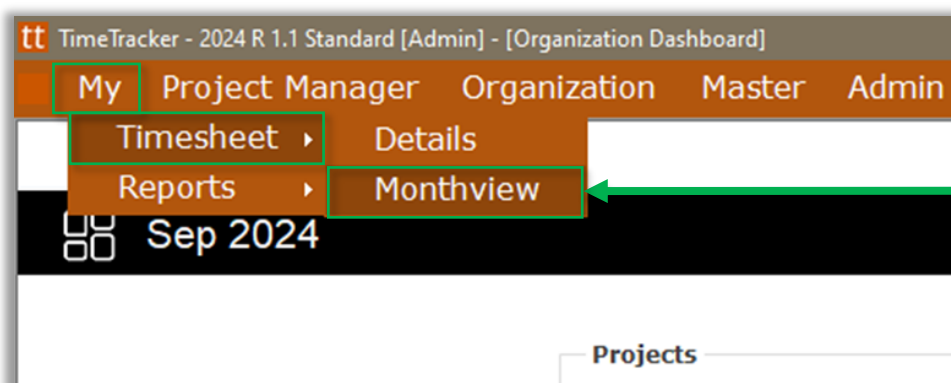 tt TimeTracker - 2024 R 1.1 Standard [Admin] - [Organization Dashboard]
My Project Manager Organization Master Admin
Timesheet Details
Reports Monthview
Sep 2024
Projects